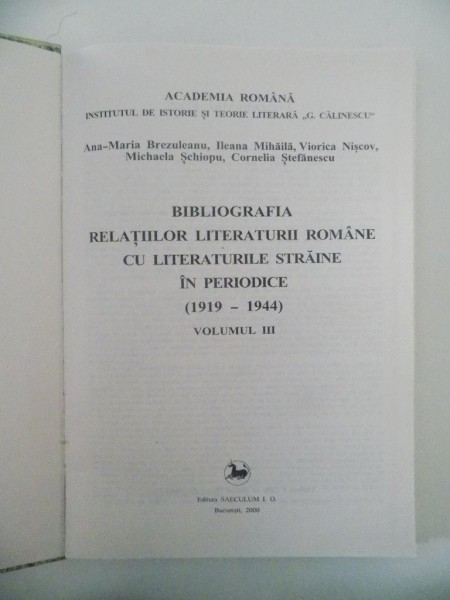 ACADEMIA ROMÂNĂ
INSTITUTUL DE ISTORIE ȘI TEORIE LITERARĂ „G. CĂLINESCU"
Ana-Maria Brezuleanu, Ileana Mihăilă, Viorica Nișcov,
Michaela Șchiopu, Cornelia Ștefănescu
BIBLIOGRAFIA
RELAȚIILOR LITERATURII ROMÂNE
CU LITERATURILE STRĂINE
ÎN PERIODICE
(1919 – 1944)
VOLUMUL III
Editura SAECULUM I. O.
București, 2000